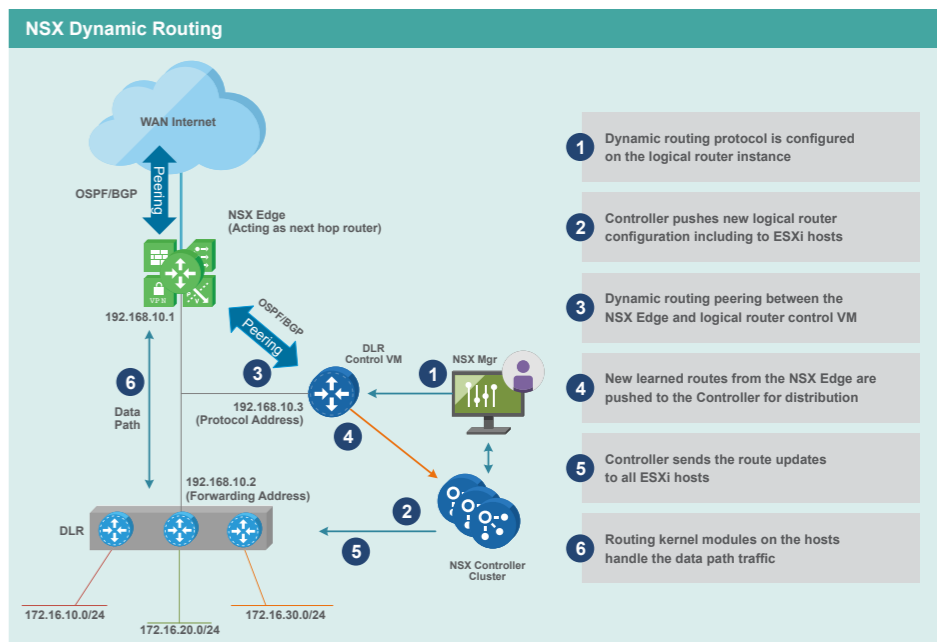 NSX Dynamic Routing
WAN Internet
OSPF/BGP
Peering
NSX Edge
(Acting as next hop router)
VPN
192.168.10.1
OSPF/BGP
Peering
3
DLR
Control VM
1
NSX Mgr
6
Data
Path
192.168.10.3
(Protocol Address)
4
192.168.10.2
(Forwarding Address)
DLR
2
5
NSX Controller
Cluster
172.16.10.0/24
172.16.20.0/24
172.16.30.0/24
1
Dynamic routing protocol is configured
on the logical router instance
2
Controller pushes new logical router
configuration including to ESXi hosts
3
Dynamic routing peering between the
NSX Edge and logical router control VM
4
New learned routes from the NSX Edge are
pushed to the Controller for distribution
5
Controller sends the route updates
to all ESXi hosts
6
Routing kernel modules on the hosts
handle the data path traffic